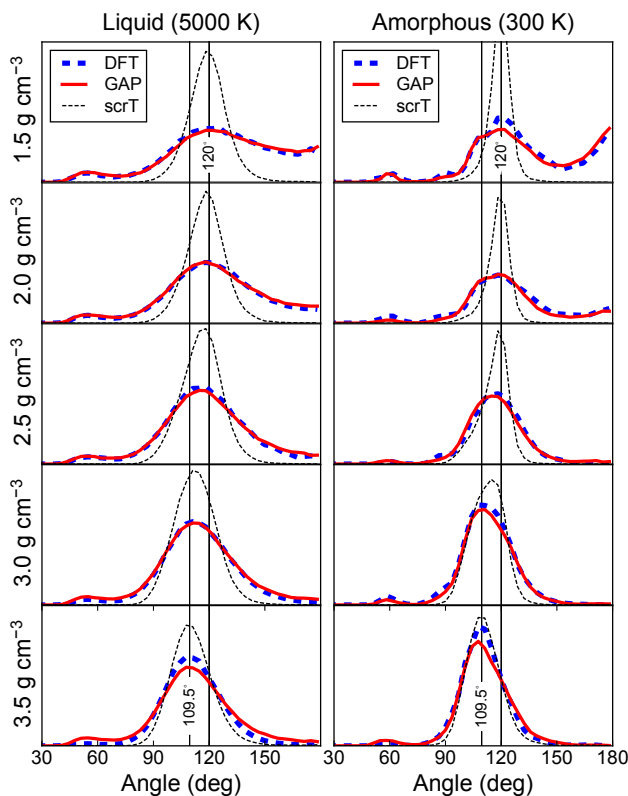 Liquid (5000 K)
Amorphous (300 K)
1.5 g cm⁻³
DFT
GAP
scrT
120°
DFT
GAP
scrT
120°
2.0 g cm⁻³
2.5 g cm⁻³
3.0 g cm⁻³
3.5 g cm⁻³
109.5°
109.5°
30 60 90 120 150
30 60 90 120 150 180
Angle (deg)
Angle (deg)